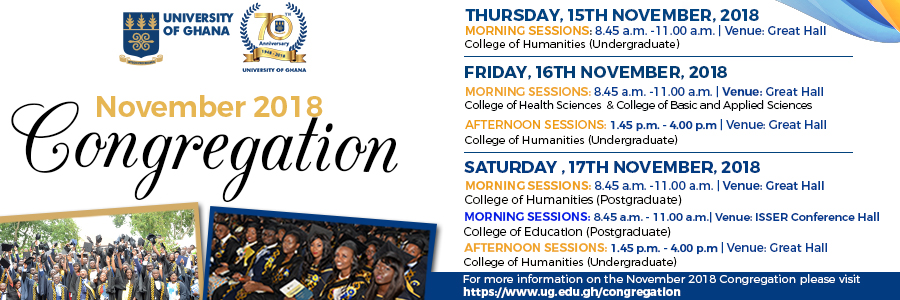 UNIVERSITY
OF GHANA
70TH
Anniversary
1948 - 2018
UNIVERSITY OF GHANA
November 2018
Congregation
THURSDAY, 15TH NOVEMBER, 2018
MORNING SESSIONS: 8.45 a.m. -11.00 a.m. | Venue: Great Hall
College of Humanities (Undergraduate)
FRIDAY, 16TH NOVEMBER, 2018
MORNING SESSIONS: 8.45 a.m. -11.00 a.m. | Venue: Great Hall
College of Health Sciences & College of Basic and Applied Sciences
AFTERNOON SESSIONS: 1.45 p.m. - 4.00 p.m | Venue: Great Hall
College of Humanities (Undergraduate)
SATURDAY , 17TH NOVEMBER, 2018
MORNING SESSIONS: 8.45 a.m. -11.00 a.m. | Venue: Great Hall
College of Humanities (Postgraduate)
MORNING SESSIONS: 8.45 a.m. - 11.00 a.m.| Venue: ISSER Conference Hall
College of Education (Postgraduate)
AFTERNOON SESSIONS: 1.45 p.m. - 4.00 p.m | Venue: Great Hall
College of Humanities (Undergraduate)
For more information on the November 2018 Congregation please visit
https://www.ug.edu.gh/congregation